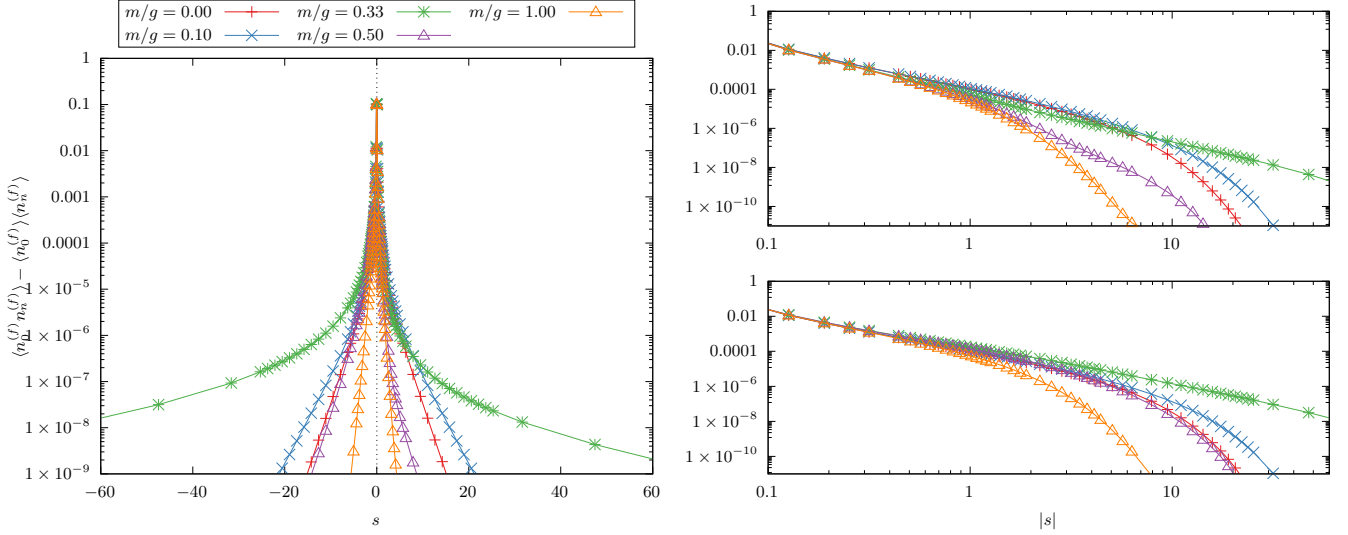 m/g = 0.00 m/g = 0.33 m/g = 1.00
m/g = 0.10 m/g = 0.50
1
0.1
0.01
0.001
0.0001
1 × 10⁻⁵
1 × 10⁻⁶
1 × 10⁻⁷
1 × 10⁻⁸
1 × 10⁻⁹
−60 −40 −20 0 20 40 60
s
⟨n₀⁽ᶠ⁾ nₙ⁽ᶠ⁾⟩ − ⟨n₀⁽ᶠ⁾⟩⟨nₙ⁽ᶠ⁾⟩
1
0.01
0.0001
1 × 10⁻⁶
1 × 10⁻⁸
1 × 10⁻¹⁰
0.1 1 10
1
0.01
0.0001
1 × 10⁻⁶
1 × 10⁻⁸
1 × 10⁻¹⁰
0.1 1 10
|s|